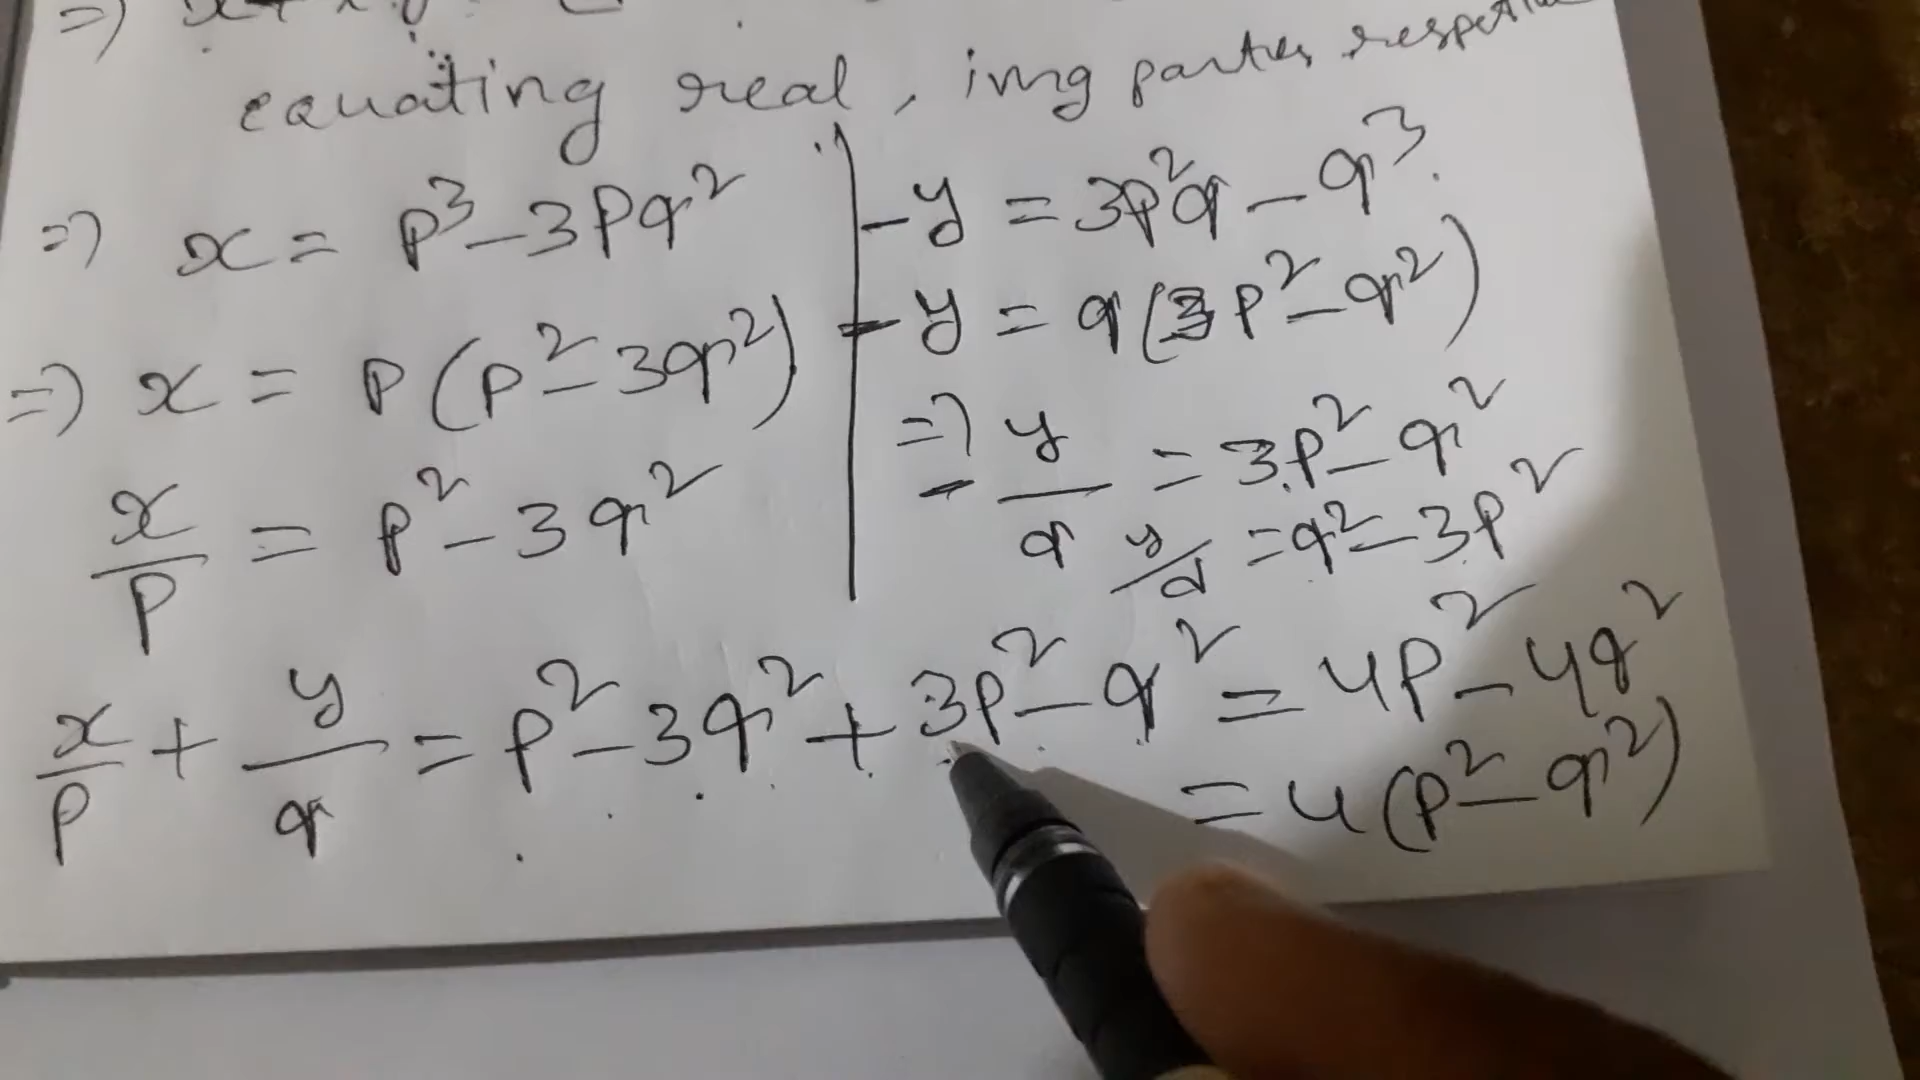 equating real, img parts
=> x = p³ - 3pq²
=> x = p(p² - 3q²)
x/p = p² - 3q²
-y = 3p²q - q³
-y = q(3p² - q²)
=> -y/q = 3p² - q²
y/q = q² - 3p²
x/p + y/q = p² - 3q² + 3p² - q² = 4p² - 4q²
= 4(p² - q²)